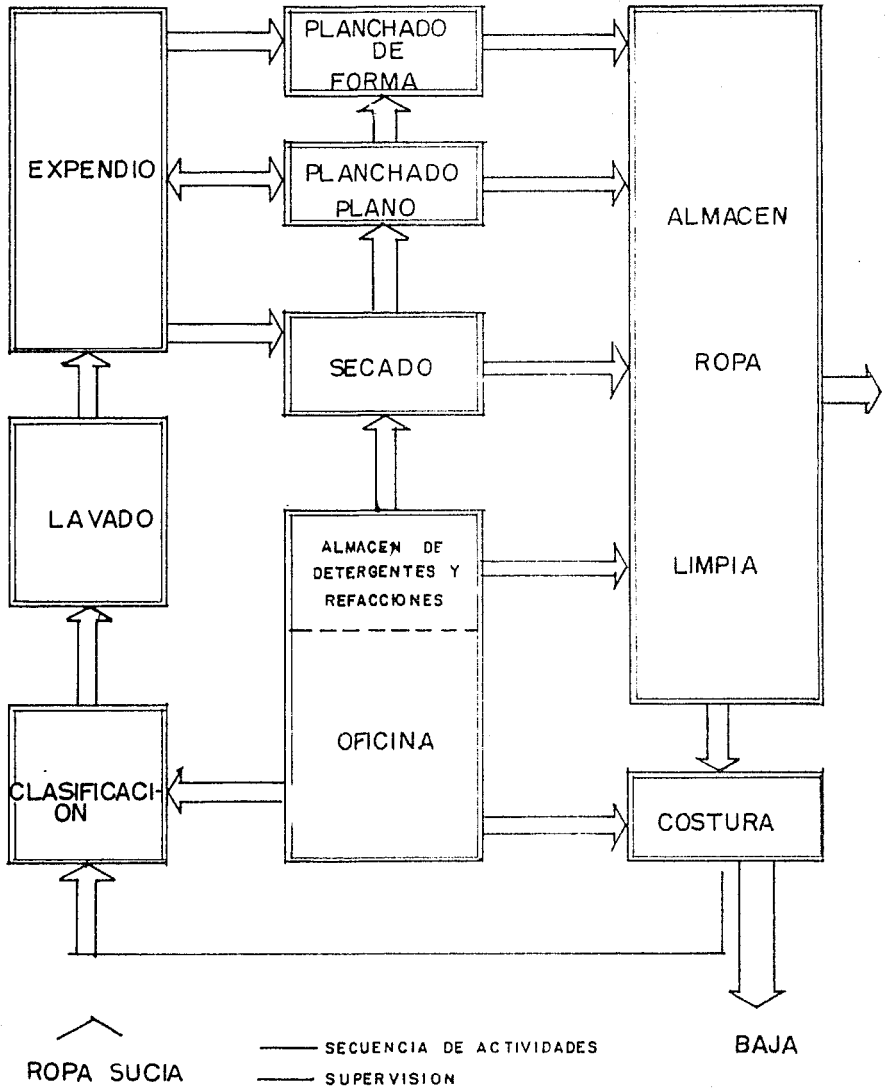 PLANCHADO
DE
FORMA
EXPENDIO
PLANCHADO
PLANO
ALMACEN
ROPA
LIMPIA
SECADO
LAVADO
ALMACEN DE
DETERGENTES Y
REFACCIONES
OFICINA
CLASIFICACI-
ON
COSTURA
ROPA SUCIA
SECUENCIA DE ACTIVIDADES
SUPERVISION
BAJA